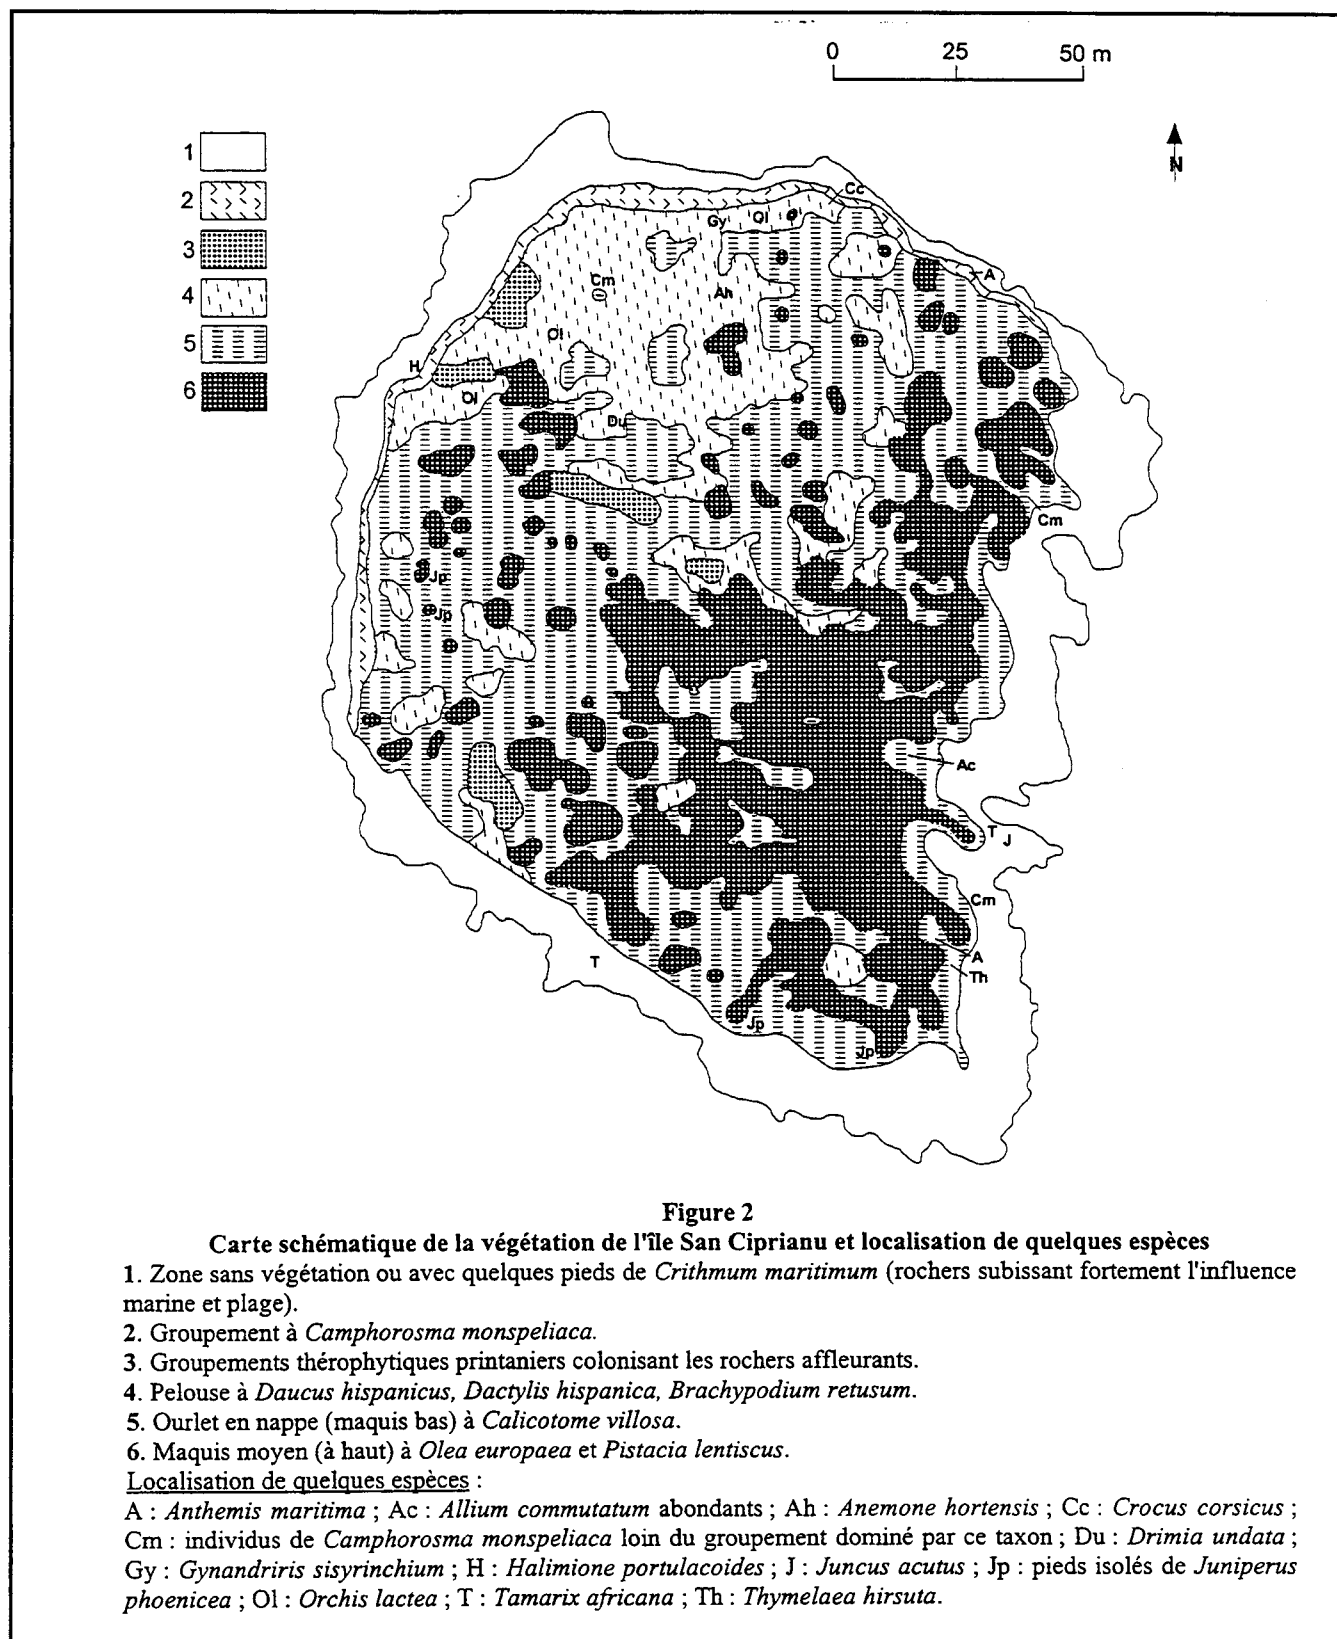 0 25 50 m
N
1
2
3
4
5
6
Cc
Gy
Ol
A
Cm
Ah
Ol
H
Ol
Du
Cm
Jp
Jp
Ac
T
J
Cm
A
Th
T
Jp
Jp
Figure 2
Carte schématique de la végétation de l'île San Ciprianu et localisation de quelques espèces
1. Zone sans végétation ou avec quelques pieds de Crithmum maritimum (rochers subissant fortement l'influence
marine et plage).
2. Groupement à Camphorosma monspeliaca.
3. Groupements thérophytiques printaniers colonisant les rochers affleurants.
4. Pelouse à Daucus hispanicus, Dactylis hispanica, Brachypodium retusum.
5. Ourlet en nappe (maquis bas) à Calicotome villosa.
6. Maquis moyen (à haut) à Olea europaea et Pistacia lentiscus.
Localisation de quelques espèces :
A : Anthemis maritima ; Ac : Allium commutatum abondants ; Ah : Anemone hortensis ; Cc : Crocus corsicus ;
Cm : individus de Camphorosma monspeliaca loin du groupement dominé par ce taxon ; Du : Drimia undata ;
Gy : Gynandriris sisyrinchium ; H : Halimione portulacoides ; J : Juncus acutus ; Jp : pieds isolés de Juniperus
phoenicea ; Ol : Orchis lactea ; T : Tamarix africana ; Th : Thymelaea hirsuta.